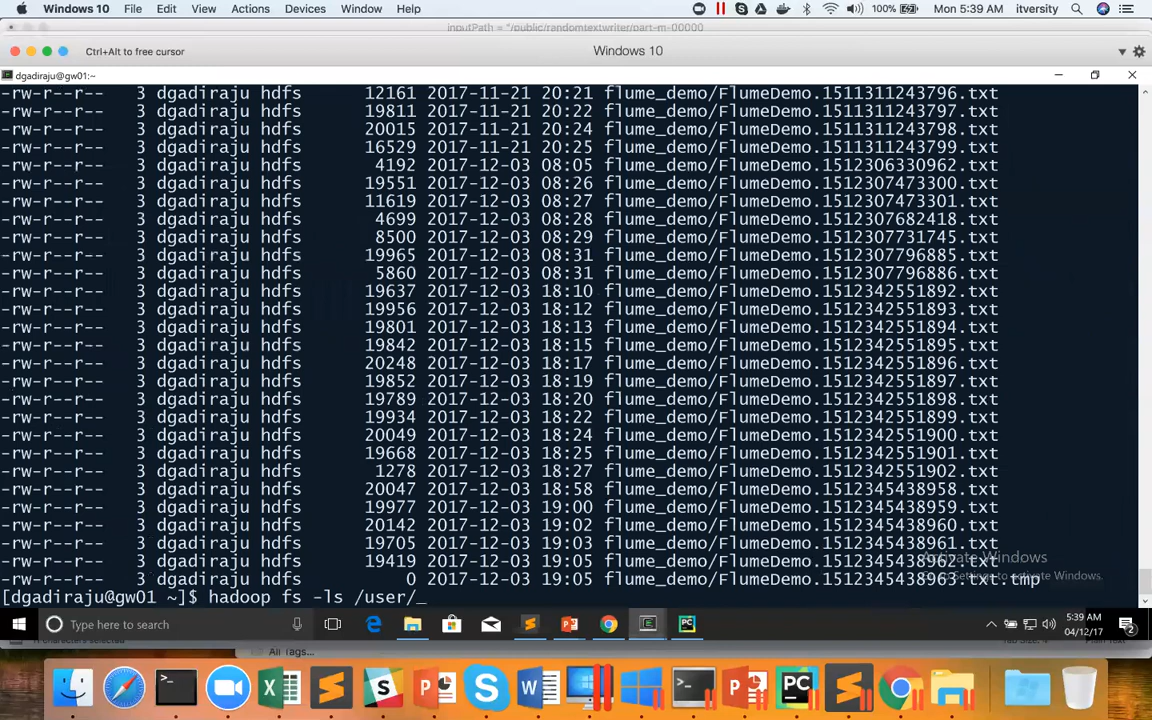 Windows 10 File Edit View Actions Devices Window Help 100% Mon 5:39 AM itversity
inputPath = "/public/randomtextwriter/part-m-00000
Ctrl+Alt to free cursor Windows 10
dgadiraju@gw01:~
-rw-r--r-- 3 dgadiraju hdfs 12161 2017-11-21 20:21 flume_demo/FlumeDemo.1511311243796.txt
-rw-r--r-- 3 dgadiraju hdfs 19811 2017-11-21 20:22 flume_demo/FlumeDemo.1511311243797.txt
-rw-r--r-- 3 dgadiraju hdfs 20015 2017-11-21 20:24 flume_demo/FlumeDemo.1511311243798.txt
-rw-r--r-- 3 dgadiraju hdfs 16529 2017-11-21 20:25 flume_demo/FlumeDemo.1511311243799.txt
-rw-r--r-- 3 dgadiraju hdfs 4192 2017-12-03 08:05 flume_demo/FlumeDemo.1512306330962.txt
-rw-r--r-- 3 dgadiraju hdfs 19551 2017-12-03 08:26 flume_demo/FlumeDemo.1512307473300.txt
-rw-r--r-- 3 dgadiraju hdfs 11619 2017-12-03 08:27 flume_demo/FlumeDemo.1512307473301.txt
-rw-r--r-- 3 dgadiraju hdfs 4699 2017-12-03 08:28 flume_demo/FlumeDemo.1512307682418.txt
-rw-r--r-- 3 dgadiraju hdfs 8500 2017-12-03 08:29 flume_demo/FlumeDemo.1512307731745.txt
-rw-r--r-- 3 dgadiraju hdfs 19965 2017-12-03 08:31 flume_demo/FlumeDemo.1512307796885.txt
-rw-r--r-- 3 dgadiraju hdfs 5860 2017-12-03 08:31 flume_demo/FlumeDemo.1512307796886.txt
-rw-r--r-- 3 dgadiraju hdfs 19637 2017-12-03 18:10 flume_demo/FlumeDemo.1512342551892.txt
-rw-r--r-- 3 dgadiraju hdfs 19956 2017-12-03 18:12 flume_demo/FlumeDemo.1512342551893.txt
-rw-r--r-- 3 dgadiraju hdfs 19801 2017-12-03 18:13 flume_demo/FlumeDemo.1512342551894.txt
-rw-r--r-- 3 dgadiraju hdfs 19842 2017-12-03 18:15 flume_demo/FlumeDemo.1512342551895.txt
-rw-r--r-- 3 dgadiraju hdfs 20248 2017-12-03 18:17 flume_demo/FlumeDemo.1512342551896.txt
-rw-r--r-- 3 dgadiraju hdfs 19852 2017-12-03 18:19 flume_demo/FlumeDemo.1512342551897.txt
-rw-r--r-- 3 dgadiraju hdfs 19789 2017-12-03 18:20 flume_demo/FlumeDemo.1512342551898.txt
-rw-r--r-- 3 dgadiraju hdfs 19934 2017-12-03 18:22 flume_demo/FlumeDemo.1512342551899.txt
-rw-r--r-- 3 dgadiraju hdfs 20049 2017-12-03 18:24 flume_demo/FlumeDemo.1512342551900.txt
-rw-r--r-- 3 dgadiraju hdfs 19668 2017-12-03 18:25 flume_demo/FlumeDemo.1512342551901.txt
-rw-r--r-- 3 dgadiraju hdfs 1278 2017-12-03 18:27 flume_demo/FlumeDemo.1512342551902.txt
-rw-r--r-- 3 dgadiraju hdfs 20047 2017-12-03 18:58 flume_demo/FlumeDemo.1512345438958.txt
-rw-r--r-- 3 dgadiraju hdfs 19977 2017-12-03 19:00 flume_demo/FlumeDemo.1512345438959.txt
-rw-r--r-- 3 dgadiraju hdfs 20142 2017-12-03 19:02 flume_demo/FlumeDemo.1512345438960.txt
-rw-r--r-- 3 dgadiraju hdfs 19705 2017-12-03 19:03 flume_demo/FlumeDemo.1512345438961.txt
-rw-r--r-- 3 dgadiraju hdfs 19419 2017-12-03 19:05 flume_demo/FlumeDemo.1512345438962.txt
-rw-r--r-- 3 dgadiraju hdfs 0 2017-12-03 19:05 flume_demo/FlumeDemo.1512345438963.txt.tmp
Activate Windows
Go to Settings to activate Windows.
[dgadiraju@gw01 ~]$ hadoop fs -ls /user/_
Type here to search
5:39 AM
04/12/17
All Tags...